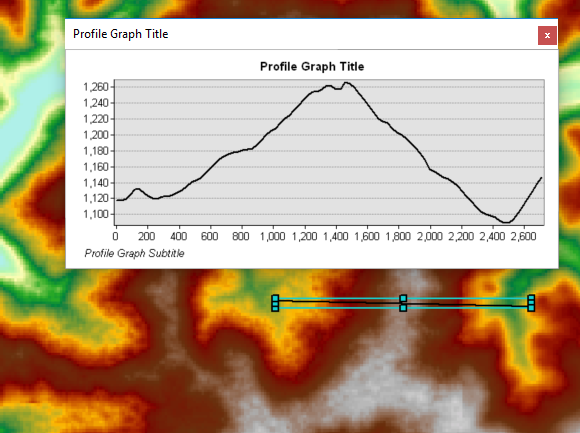 Profile Graph Title
x
Profile Graph Title
1,260
1,240
1,220
1,200
1,180
1,160
1,140
1,120
1,100
0 200 400 600 800 1,000 1,200 1,400 1,600 1,800 2,000 2,200 2,400 2,600
Profile Graph Subtitle